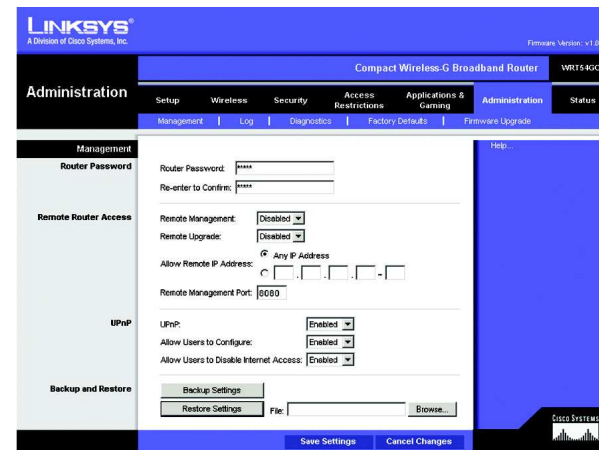 LINKSYS®
A Division of Cisco Systems, Inc.
Firmware Version: v1.0
Compact Wireless-G Broadband Router WRT54GC
Administration
Setup Wireless Security Access Restrictions Applications & Gaming Administration Status
Management | Log | Diagnostics | Factory Defaults | Firmware Upgrade
Management
Help...
Router Password
Router Password: *****
Re-enter to Confirm: *****
Remote Router Access
Remote Management: Disabled
Remote Upgrade: Disabled
Allow Remote IP Address: Any IP Address
. . . . -
Remote Management Port: 8080
UPnP
UPnP: Enabled
Allow Users to Configure: Enabled
Allow Users to Disable Internet Access: Enabled
Backup and Restore
Backup Settings
Restore Settings File: Browse...
CISCO SYSTEMS
Save Settings Cancel Changes